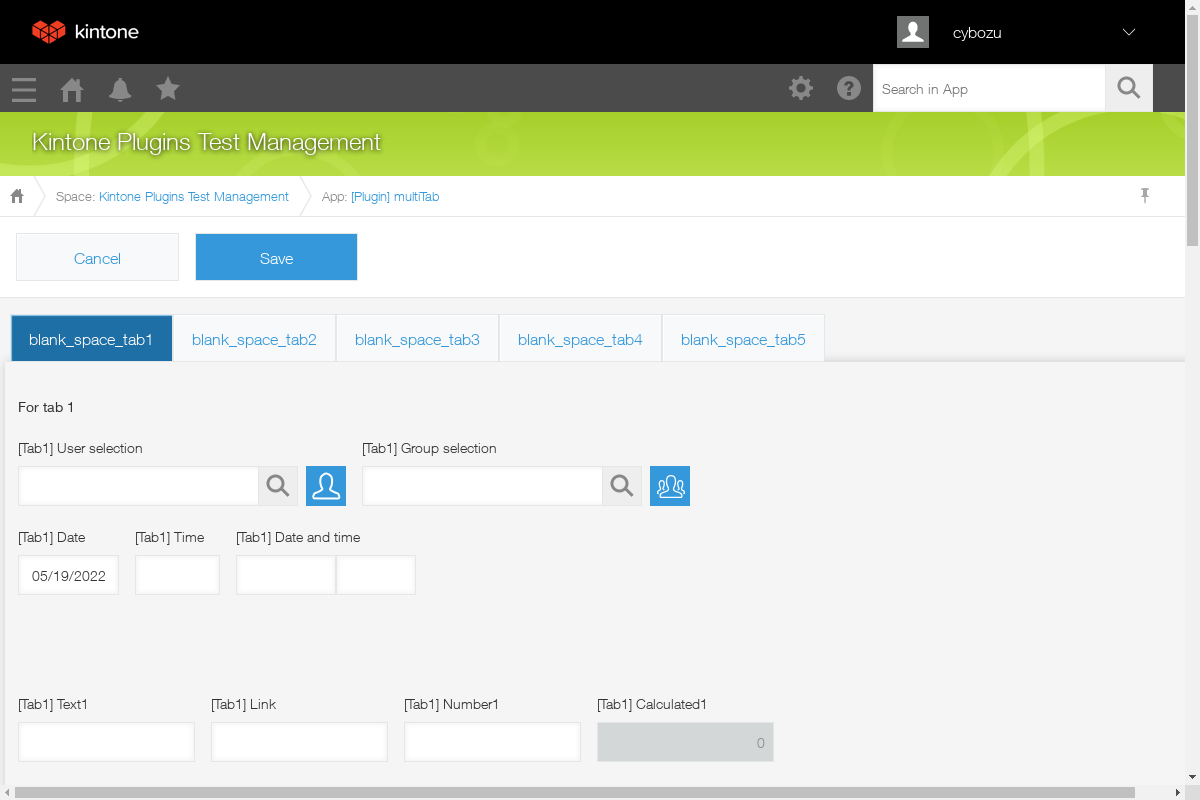 kintone
cybozu
Search in App
Kintone Plugins Test Management
Space: Kintone Plugins Test Management
App: [Plugin] multiTab
Cancel
Save
blank_space_tab1
blank_space_tab2
blank_space_tab3
blank_space_tab4
blank_space_tab5
For tab 1
[Tab1] User selection
[Tab1] Group selection
[Tab1] Date
[Tab1] Time
[Tab1] Date and time
05/19/2022
[Tab1] Text1
[Tab1] Link
[Tab1] Number1
[Tab1] Calculated1
0